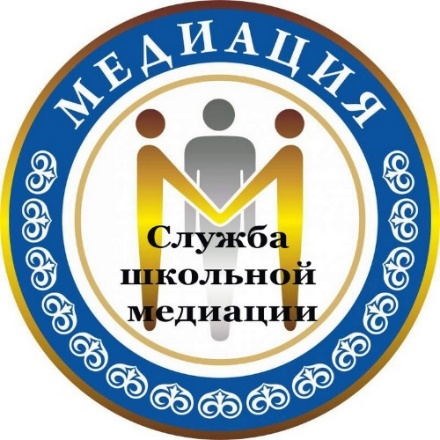 МЕДИАЦИЯ
Служба
школьной
медиации